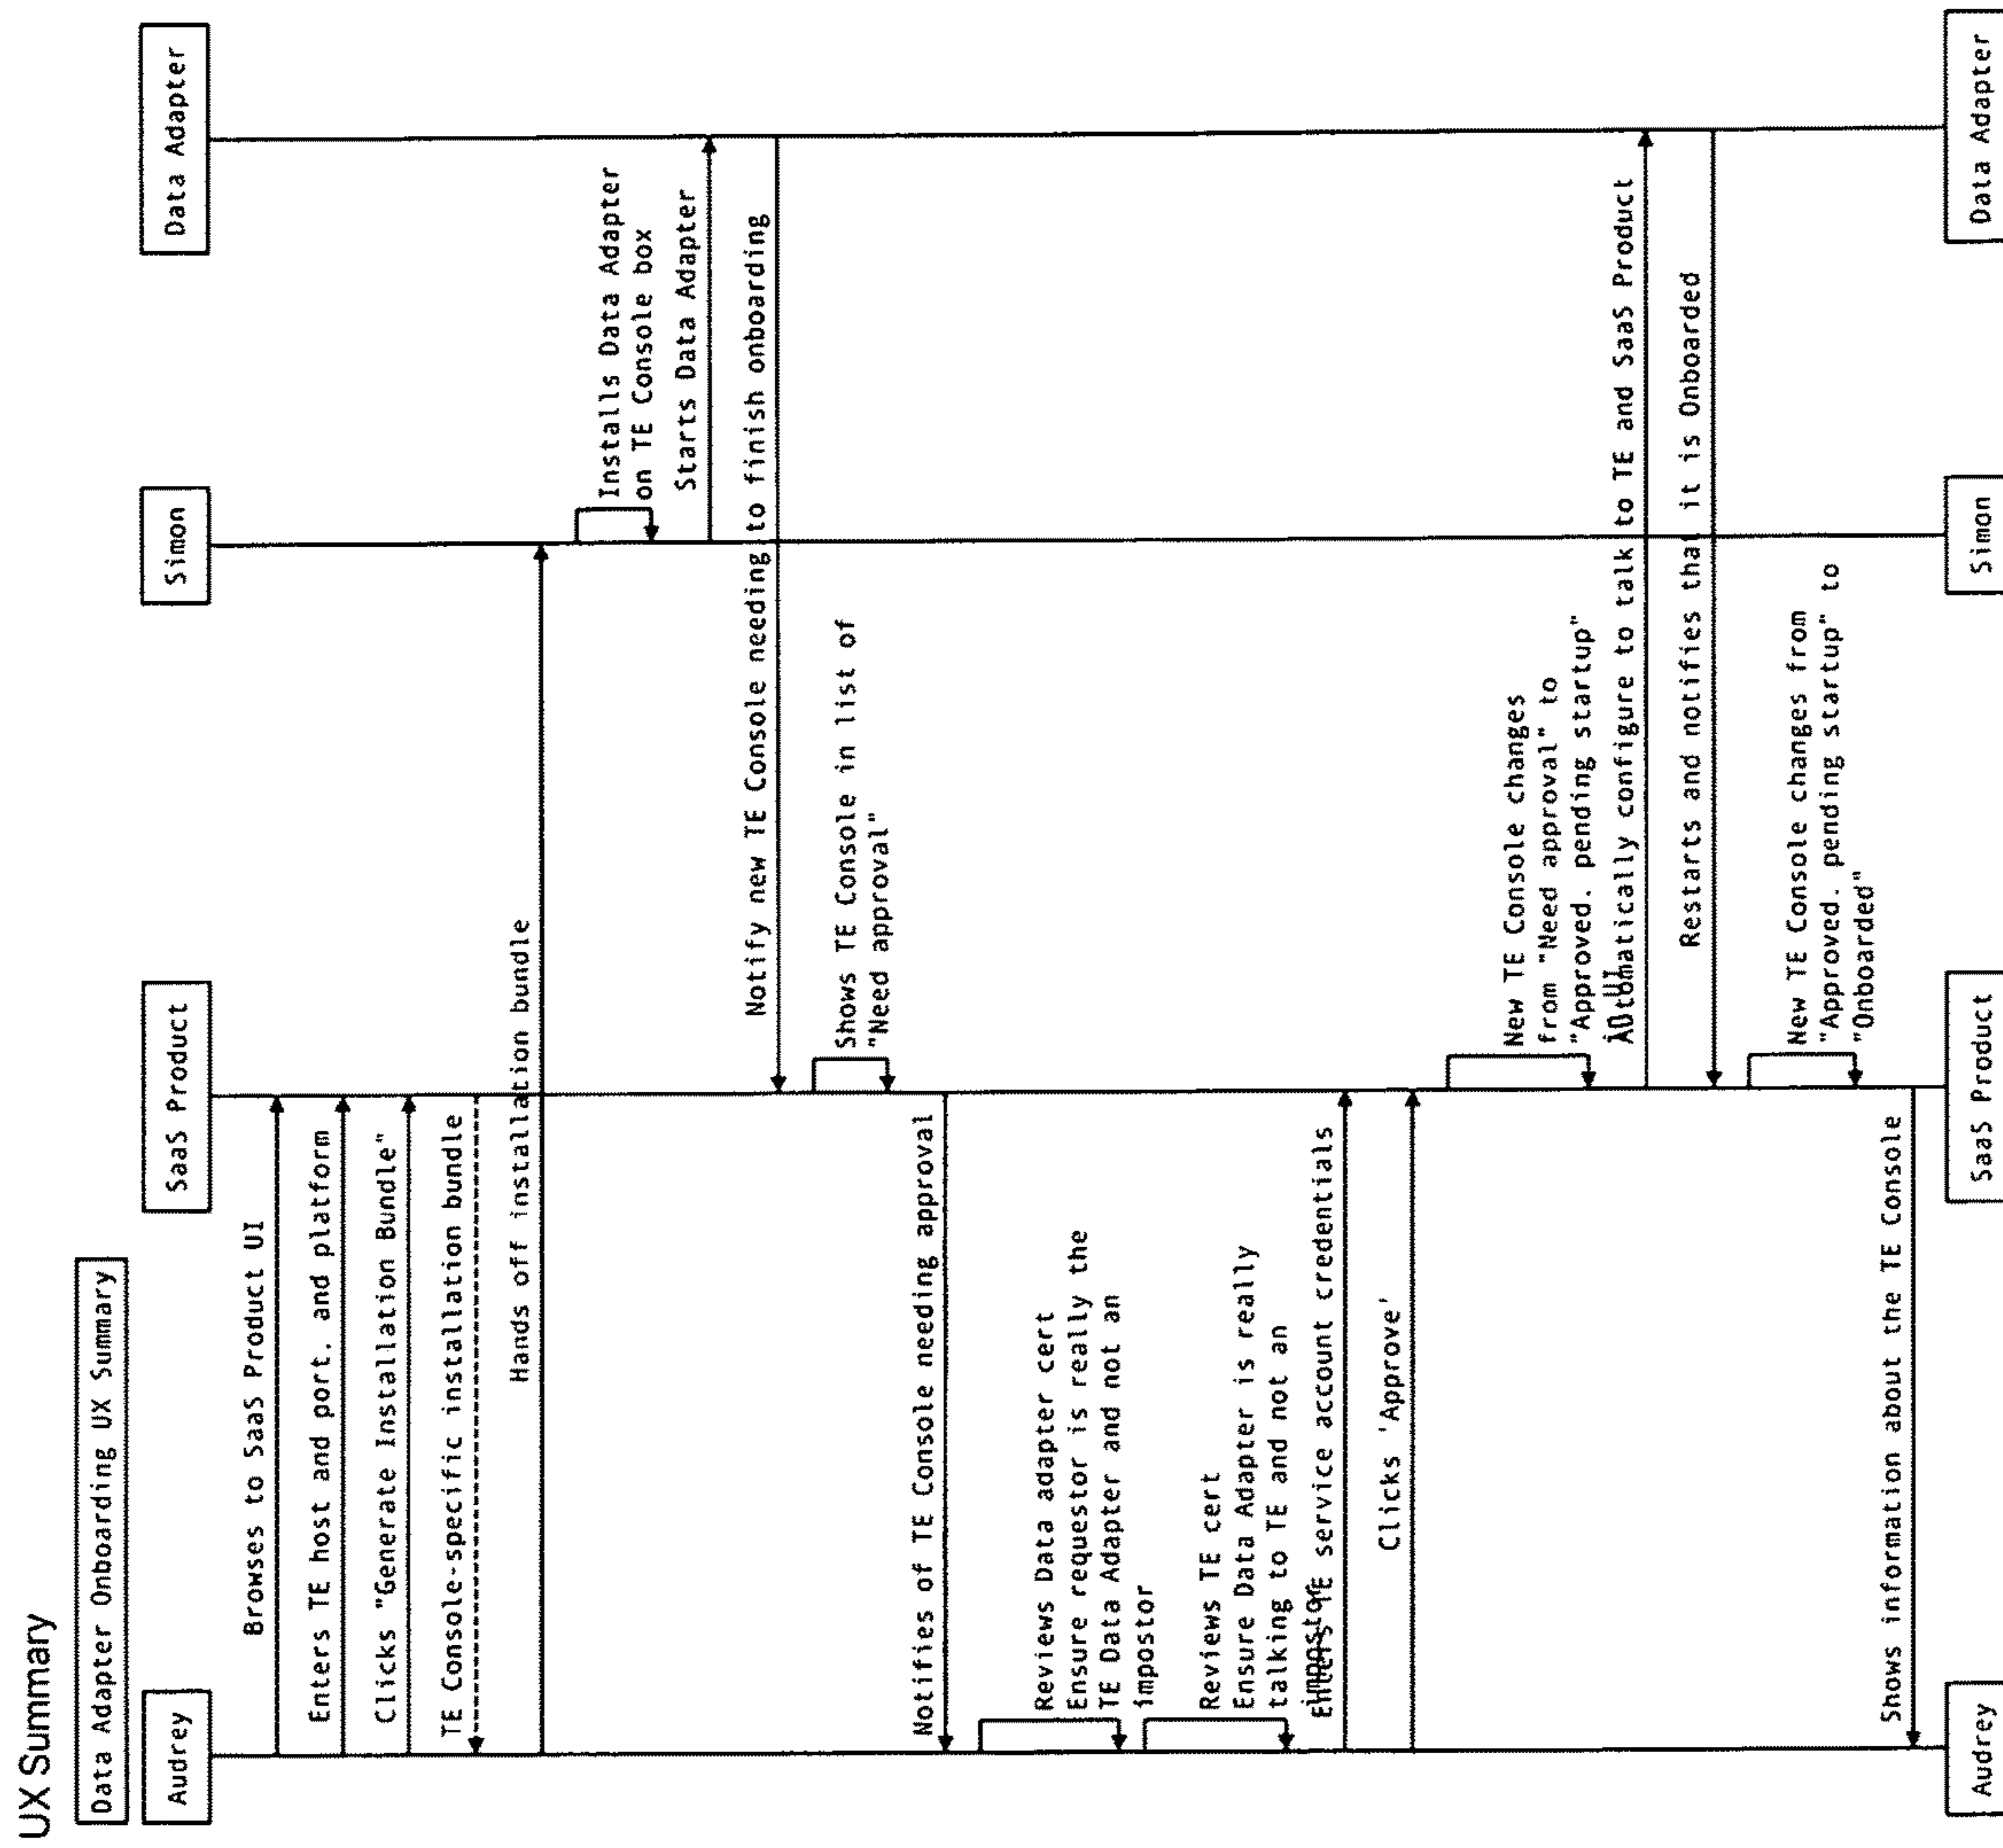 UX Summary
Data Adapter Onboarding UX Summary
Audrey
SaaS Product
Simon
Data Adapter
Browses to SaaS Product UI
Enters TE host and port. and platform
Clicks "Generate Installation Bundle"
TE Console-specific installation bundle
Hands off installation bundle
Installs Data Adapter
on TE Console box
Starts Data Adapter
Notify new TE Console needing to finish onboarding
Shows TE Console in list of
"Need approval"
Notifies of TE Console needing approval
Reviews Data adapter cert
Ensure requestor is really the
TE Data Adapter and not an
impostor
Reviews TE cert
Ensure Data Adapter is really
talking to TE and not an
impostor
Enters TE service account credentials
Clicks 'Approve'
New TE Console changes
from "Need approval" to
"Approved. pending startup"
in UI
Automatically configure to talk to TE and SaaS Product
Restarts and notifies that it is Onboarded
New TE Console changes from
"Approved. pending startup" to
"Onboarded"
Shows information about the TE Console
Audrey
SaaS Product
Simon
Data Adapter